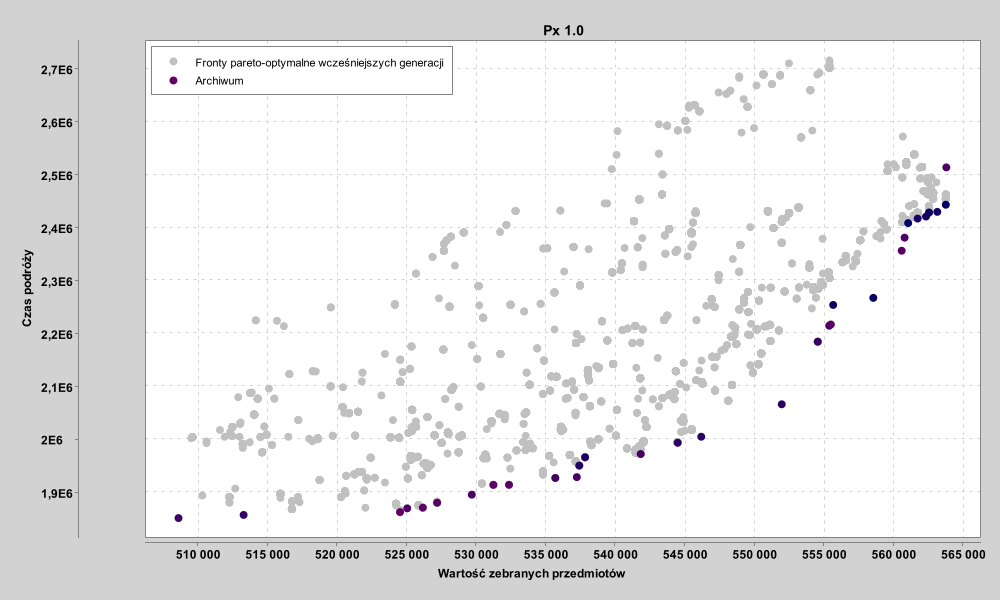 Px 1.0
Fronty pareto-optymalne wcześniejszych generacji
Archiwum
2,7E6
2,6E6
2,5E6
2,4E6
2,3E6
2,2E6
2,1E6
2E6
1,9E6
Czas podróży
510 000 515 000 520 000 525 000 530 000 535 000 540 000 545 000 550 000 555 000 560 000 565 000
Wartość zebranych przedmiotów